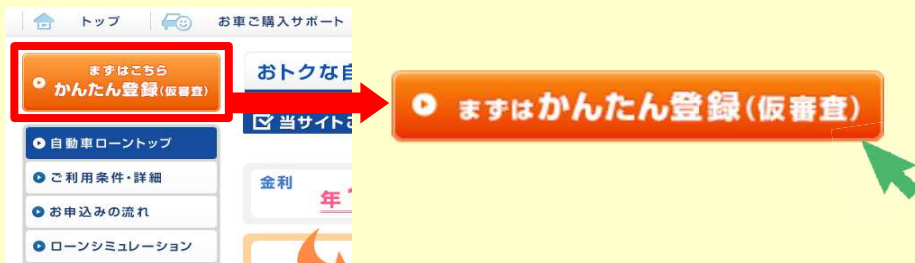 トップ
お車ご購入サポート
まずはこちら
かんたん登録(仮審査)
おトクな自
当サイトこ
自動車ローントップ
ご利用条件・詳細
お申込みの流れ
ローンシミュレーション
金利
年
まずはかんたん登録(仮審査)